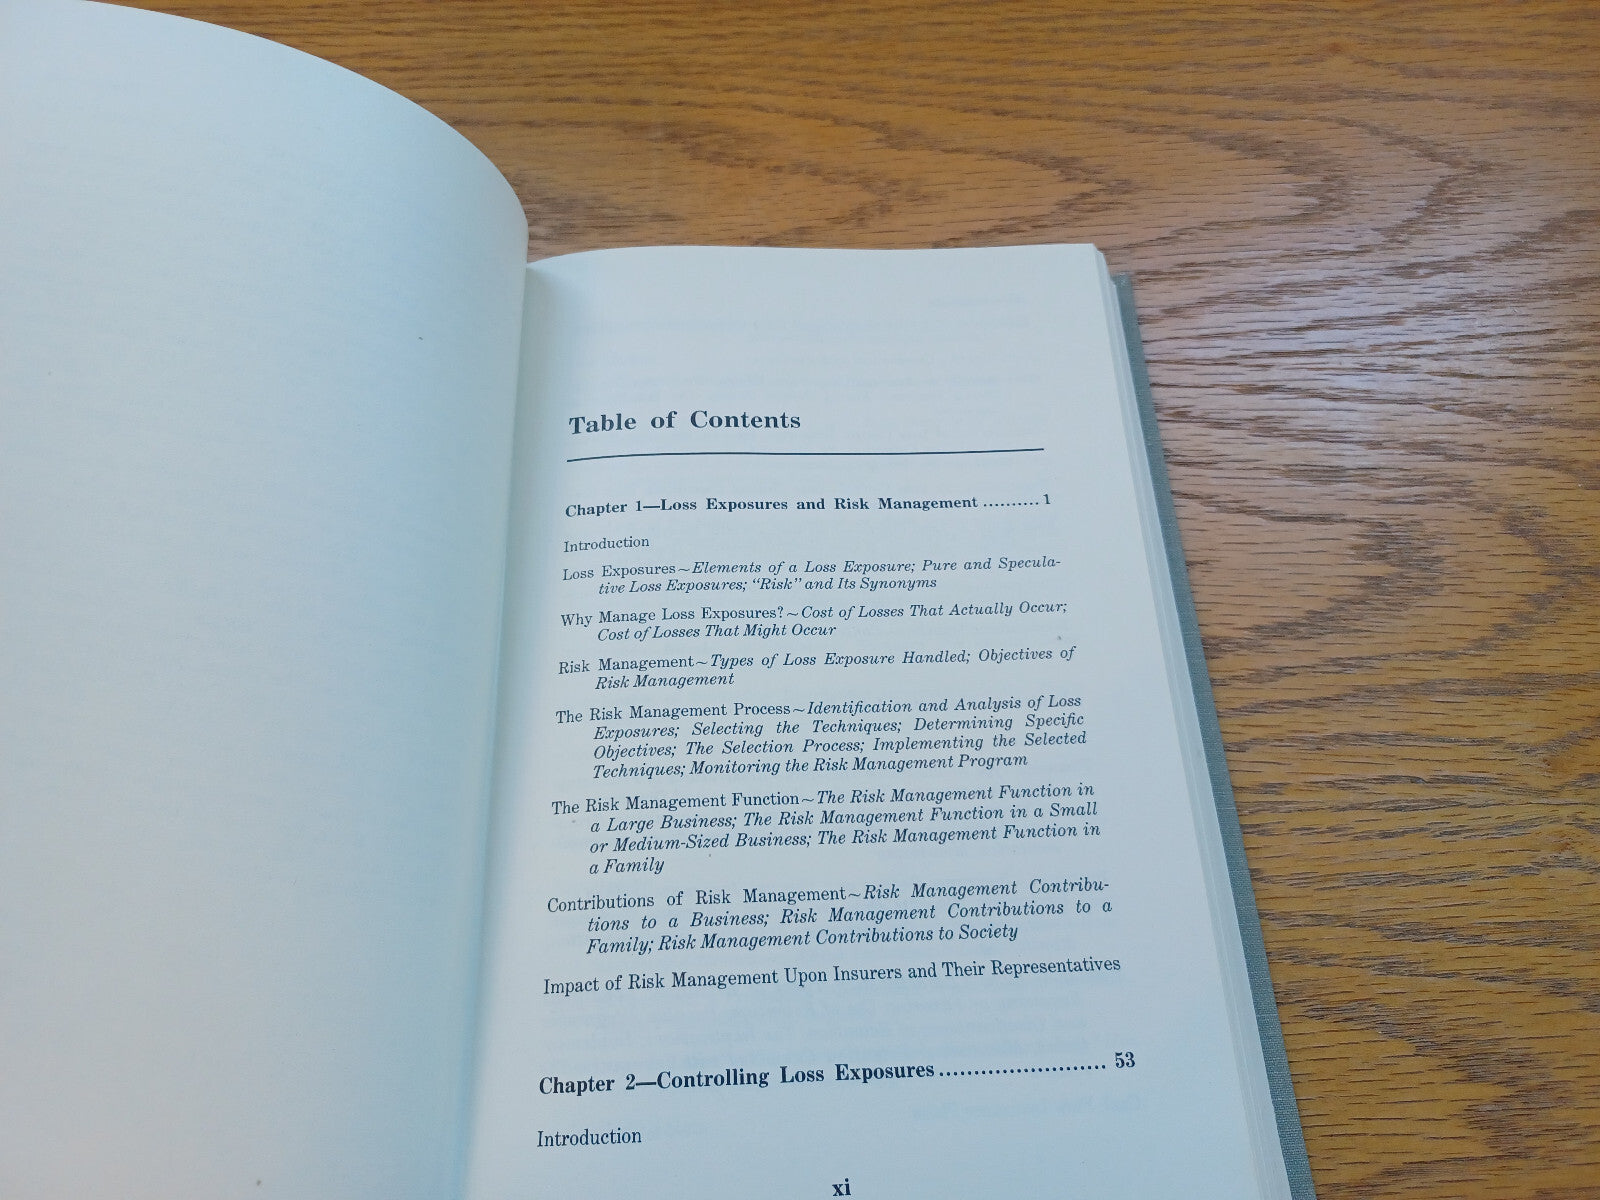 Table of Contents
Chapter 1—Loss Exposures and Risk Management .......... 1
Introduction
Loss Exposures~Elements of a Loss Exposure; Pure and Specula-
tive Loss Exposures; “Risk” and Its Synonyms
Why Manage Loss Exposures?~Cost of Losses That Actually Occur;
Cost of Losses That Might Occur
Risk Management~Types of Loss Exposure Handled; Objectives of
Risk Management
The Risk Management Process~Identification and Analysis of Loss
Exposures; Selecting the Techniques; Determining Specific
Objectives; The Selection Process; Implementing the Selected
Techniques; Monitoring the Risk Management Program
The Risk Management Function~The Risk Management Function in
a Large Business; The Risk Management Function in a Small
or Medium-Sized Business; The Risk Management Function in
a Family
Contributions of Risk Management~Risk Management Contribu-
tions to a Business; Risk Management Contributions to a
Family; Risk Management Contributions to Society
Impact of Risk Management Upon Insurers and Their Representatives
Chapter 2—Controlling Loss Exposures ........................ 53
Introduction
xi